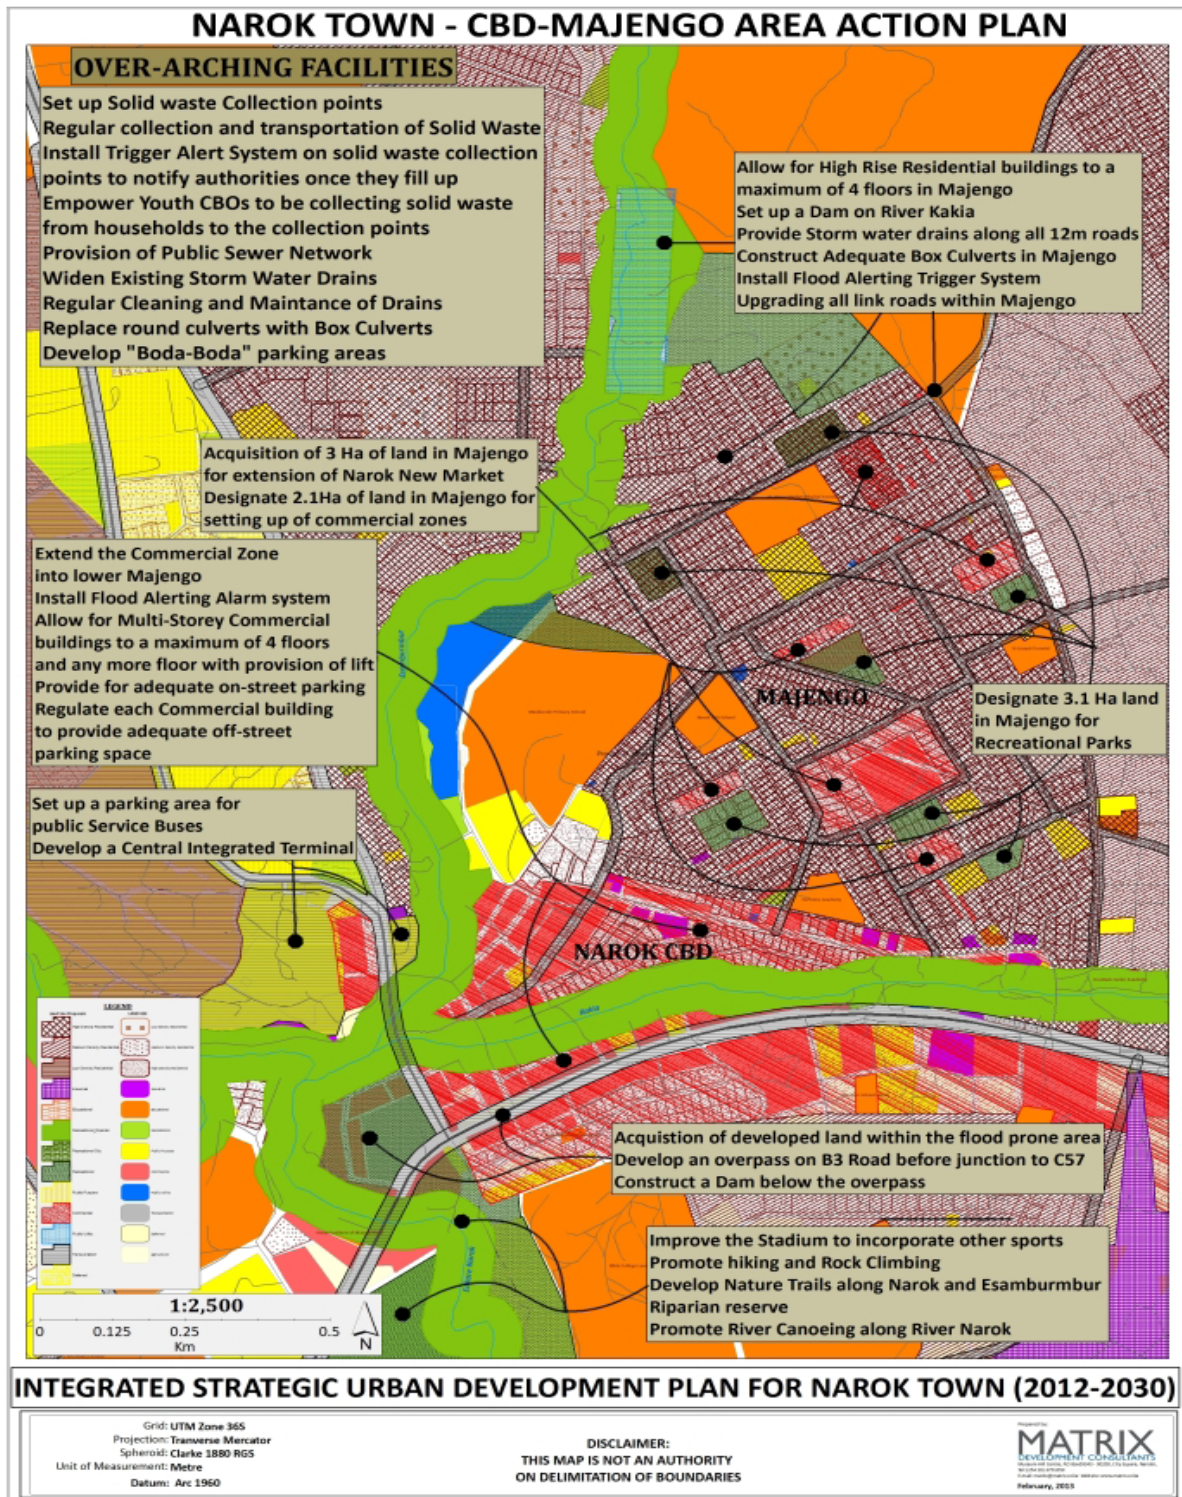 NAROK TOWN - CBD-MAJENGO AREA ACTION PLAN
OVER-ARCHING FACILITIES
Set up Solid waste Collection points
Regular collection and transportation of Solid Waste
Install Trigger Alert System on solid waste collection
points to notify authorities once they fill up
Empower Youth CBOs to be collecting solid waste
from households to the collection points
Provision of Public Sewer Network
Widen Existing Storm Water Drains
Regular Cleaning and Maintance of Drains
Replace round culverts with Box Culverts
Develop "Boda-Boda" parking areas
Allow for High Rise Residential buildings to a
maximum of 4 floors in Majengo
Set up a Dam on River Kakia
Provide Storm water drains along all 12m roads
Construct Adequate Box Culverts in Majengo
Install Flood Alerting Trigger System
Upgrading all link roads within Majengo
Acquisition of 3 Ha of land in Majengo
for extension of Narok New Market
Designate 2.1Ha of land in Majengo for
setting up of commercial zones
Extend the Commercial Zone
into lower Majengo
Install Flood Alerting Alarm system
Allow for Multi-Storey Commercial
buildings to a maximum of 4 floors
and any more floor with provision of lift
Provide for adequate on-street parking
Regulate each Commercial building
to provide adequate off-street
parking space
MAJENGO
Designate 3.1 Ha land
in Majengo for
Recreational Parks
Set up a parking area for
public Service Buses
Develop a Central Integrated Terminal
NAROK CBD
Kakia
LEGEND
Acquistion of developed land within the flood prone area
Develop an overpass on B3 Road before junction to C57
Construct a Dam below the overpass
Improve the Stadium to incorporate other sports
Promote hiking and Rock Climbing
Develop Nature Trails along Narok and Esamburmbur
Riparian reserve
Promote River Canoeing along River Narok
1:2,500
0 0.125 0.25 0.5
Km
N
INTEGRATED STRATEGIC URBAN DEVELOPMENT PLAN FOR NAROK TOWN (2012-2030)
Grid: UTM Zone 36S
Projection: Tranverse Mercator
Spheroid: Clarke 1880 RGS
Unit of Measurement: Metre
Datum: Arc 1960
DISCLAIMER:
THIS MAP IS NOT AN AUTHORITY
ON DELIMITATION OF BOUNDARIES
Prepared by:
MATRIX
DEVELOPMENT CONSULTANTS
February, 2013